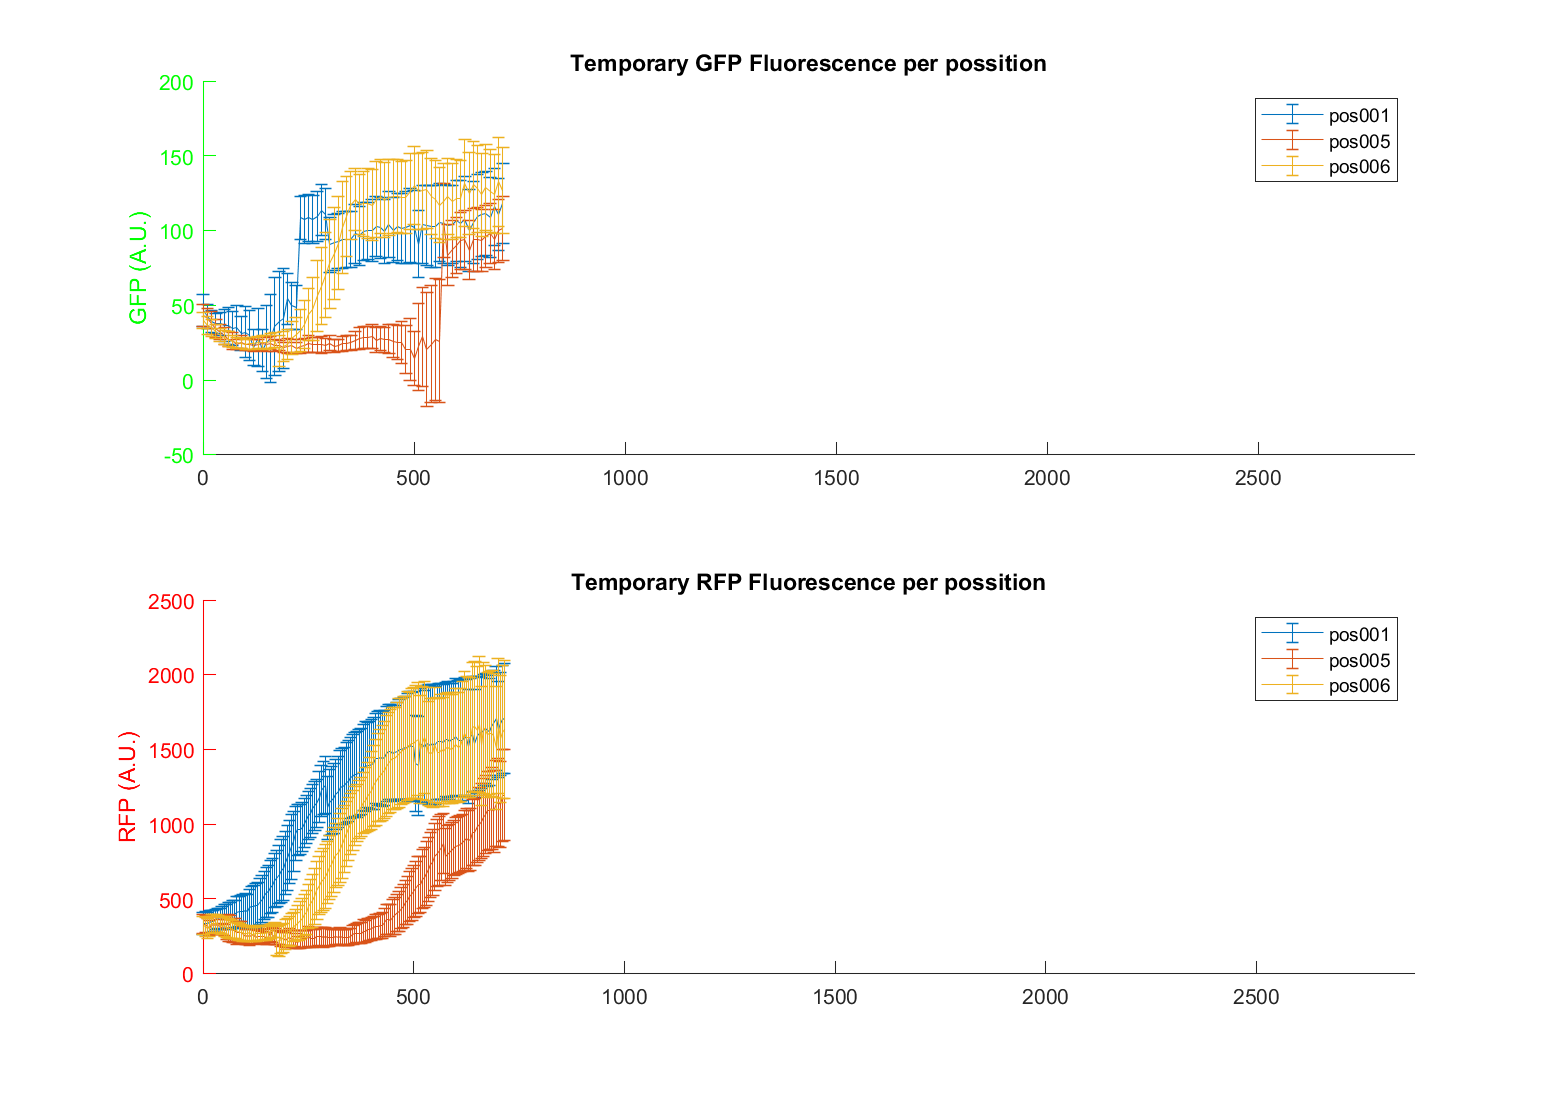 Temporary GFP Fluorescence per possition
GFP (A.U.)
200
150
100
50
0
-50
0 500 1000 1500 2000 2500
pos001
pos005
pos006
Temporary RFP Fluorescence per possition
RFP (A.U.)
2500
2000
1500
1000
500
0
0 500 1000 1500 2000 2500
pos001
pos005
pos006